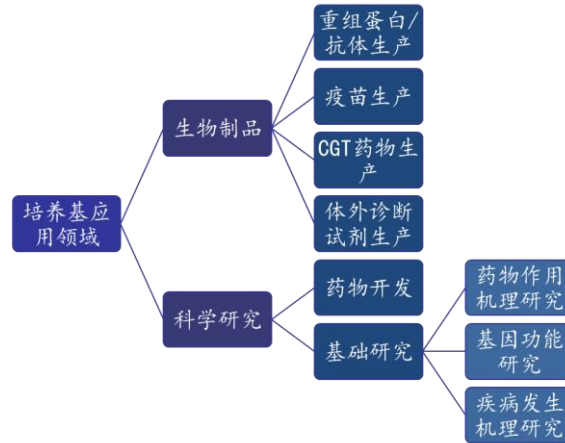 重组蛋白/
抗体生产
疫苗生产
生物制品
CGT药物生
产
体外诊断
试剂生产
培养基应
用领域
药物开发
科学研究
基础研究
药物作用
机理研究
基因功能
研究
疾病发生
机理研究